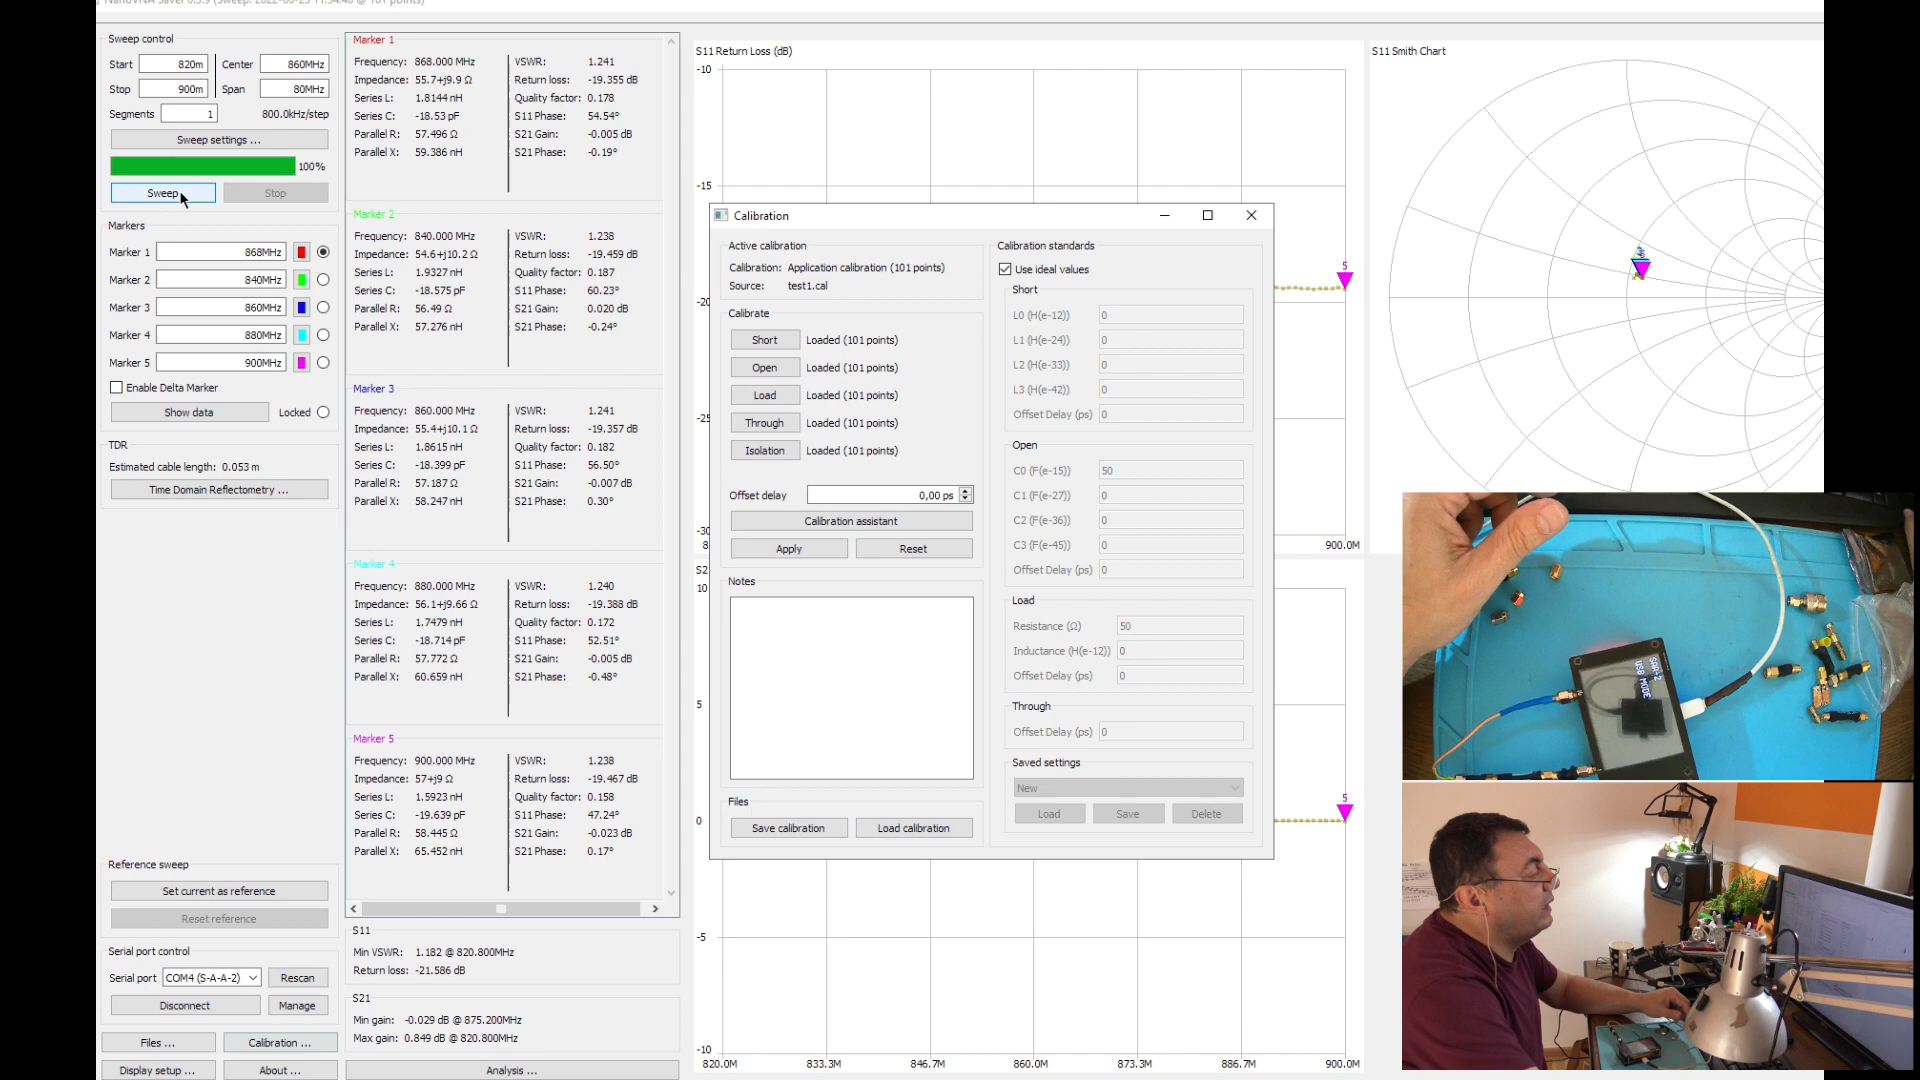 NanoVNA Saver 0.3.9 (Sweep: 2022-06-23 11:54:40 @ 101 points)
Sweep control
Start 820m Center 860MHz
Stop 900m Span 80MHz
Segments 1 800.0kHz/step
Sweep settings ...
100%
Sweep Stop
Markers
Marker 1 868MHz
Marker 2 840MHz
Marker 3 860MHz
Marker 4 880MHz
Marker 5 900MHz
Enable Delta Marker
Show data Locked
TDR
Estimated cable length: 0.053 m
Time Domain Reflectometry ...
Reference sweep
Set current as reference
Reset reference
Serial port control
Serial port COM4 (S-A-A-2) Rescan
Disconnect Manage
Files ... Calibration ...
Display setup ... About ...
Marker 1
Frequency: 868.000 MHz VSWR: 1.241
Impedance: 55.7+j9.9 Ω Return loss: -19.355 dB
Series L: 1.8144 nH Quality factor: 0.178
Series C: -18.53 pF S11 Phase: 54.54°
Parallel R: 57.496 Ω S21 Gain: -0.005 dB
Parallel X: 59.386 nH S21 Phase: -0.19°
Marker 2
Frequency: 840.000 MHz VSWR: 1.238
Impedance: 54.6+j10.2 Ω Return loss: -19.459 dB
Series L: 1.9327 nH Quality factor: 0.187
Series C: -18.575 pF S11 Phase: 60.23°
Parallel R: 56.49 Ω S21 Gain: 0.020 dB
Parallel X: 57.276 nH S21 Phase: -0.24°
Marker 3
Frequency: 860.000 MHz VSWR: 1.241
Impedance: 55.4+j10.1 Ω Return loss: -19.357 dB
Series L: 1.8615 nH Quality factor: 0.182
Series C: -18.399 pF S11 Phase: 56.50°
Parallel R: 57.187 Ω S21 Gain: -0.007 dB
Parallel X: 58.247 nH S21 Phase: 0.30°
Marker 4
Frequency: 880.000 MHz VSWR: 1.240
Impedance: 56.1+j9.66 Ω Return loss: -19.388 dB
Series L: 1.7479 nH Quality factor: 0.172
Series C: -18.714 pF S11 Phase: 52.51°
Parallel R: 57.772 Ω S21 Gain: -0.005 dB
Parallel X: 60.659 nH S21 Phase: -0.48°
Marker 5
Frequency: 900.000 MHz VSWR: 1.238
Impedance: 57+j9 Ω Return loss: -19.467 dB
Series L: 1.5923 nH Quality factor: 0.158
Series C: -19.639 pF S11 Phase: 47.24°
Parallel R: 58.445 Ω S21 Gain: -0.023 dB
Parallel X: 65.452 nH S21 Phase: 0.17°
S11
Min VSWR: 1.182 @ 820.800MHz
Return loss: -21.586 dB
S21
Min gain: -0.029 dB @ 875.200MHz
Max gain: 0.849 dB @ 820.800MHz
Analysis ...
S11 Return Loss (dB)
-10
-15
-20
-25
-30
8
900.0M
5
S2
10
5
0
-5
-10
820.0M 833.3M 846.7M 860.0M 873.3M 886.7M 900.0M
5
Calibration
Active calibration
Calibration: Application calibration (101 points)
Source: test1.cal
Calibrate
Short Loaded (101 points)
Open Loaded (101 points)
Load Loaded (101 points)
Through Loaded (101 points)
Isolation Loaded (101 points)
Offset delay 0,00 ps
Calibration assistant
Apply Reset
Notes
Files
Save calibration Load calibration
Calibration standards
Use ideal values
Short
L0 (H(e-12)) 0
L1 (H(e-24)) 0
L2 (H(e-33)) 0
L3 (H(e-42)) 0
Offset Delay (ps) 0
Open
C0 (F(e-15)) 50
C1 (F(e-27)) 0
C2 (F(e-36)) 0
C3 (F(e-45)) 0
Offset Delay (ps) 0
Load
Resistance (Ω) 50
Inductance (H(e-12)) 0
Offset Delay (ps) 0
Through
Offset Delay (ps) 0
Saved settings
New
Load Save Delete
S11 Smith Chart
SAA-2
USB MODE